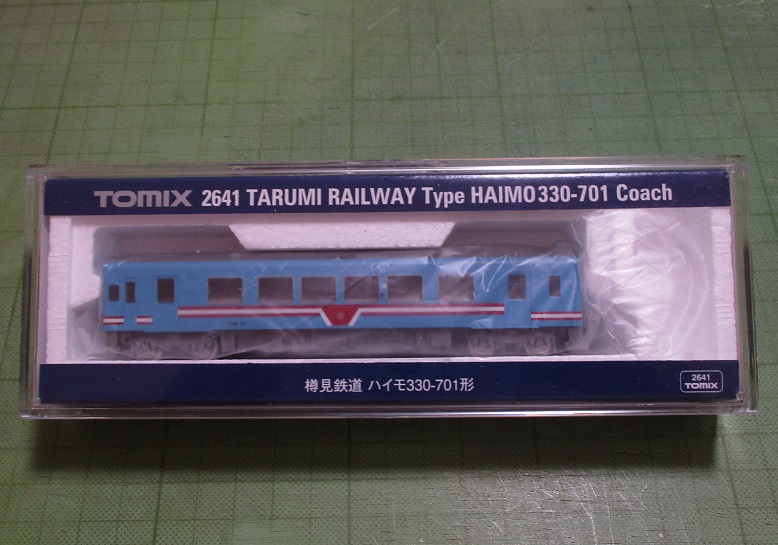 TOMIX 2641 TARUMI RAILWAY Type HAIMO330-701 Coach
樽見鉄道 ハイモ330-701形
2641
TOMIX